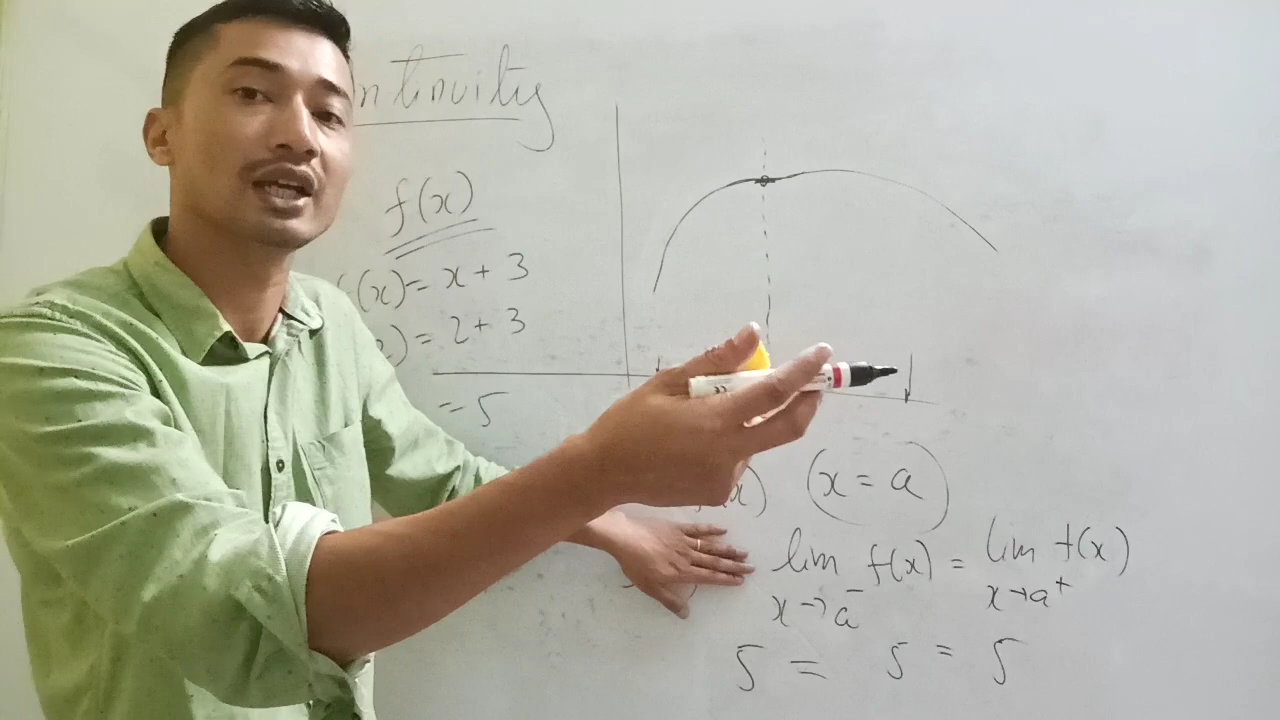 ntinuity
f(x)
(x) = x + 3
) = 2 + 3
= 5
x) (x = a)
lim f(x) = lim f(x)
x→a⁻ x→a⁺
5 = 5 = 5